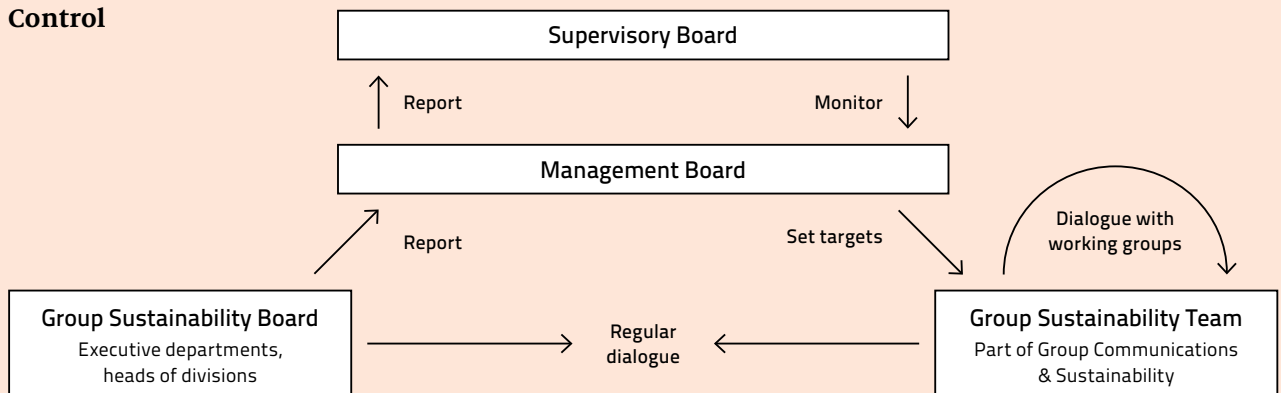 Control
Supervisory Board
Report
Monitor
Management Board
Report
Set targets
Dialogue with
working groups
Group Sustainability Board
Executive departments,
heads of divisions
Regular
dialogue
Group Sustainability Team
Part of Group Communications
& Sustainability